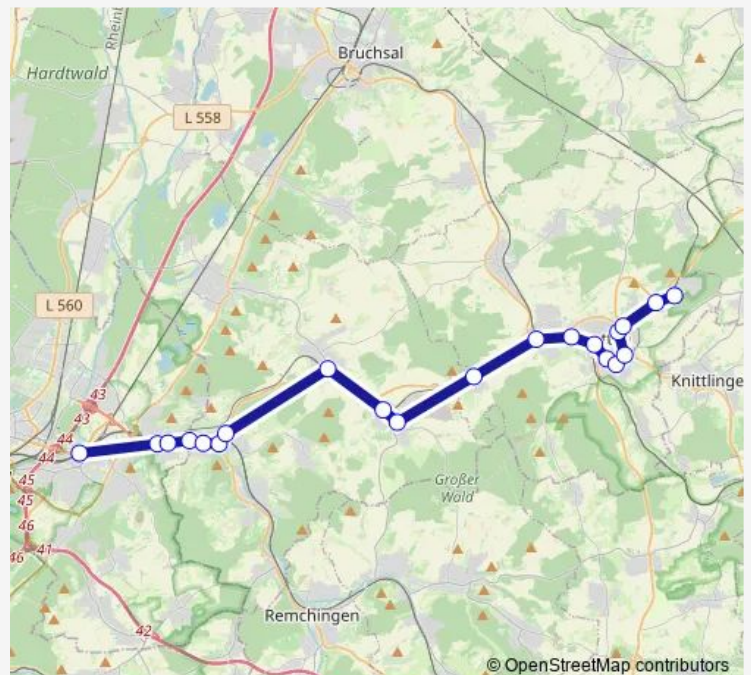 Rheinb
Bruchsal
Hardtwald
L 558
L 560
Knittlinge
43
43
44
44
45
45
46
46
41
Großer
Wald
Remchingen
42
© OpenStreetMap contributors